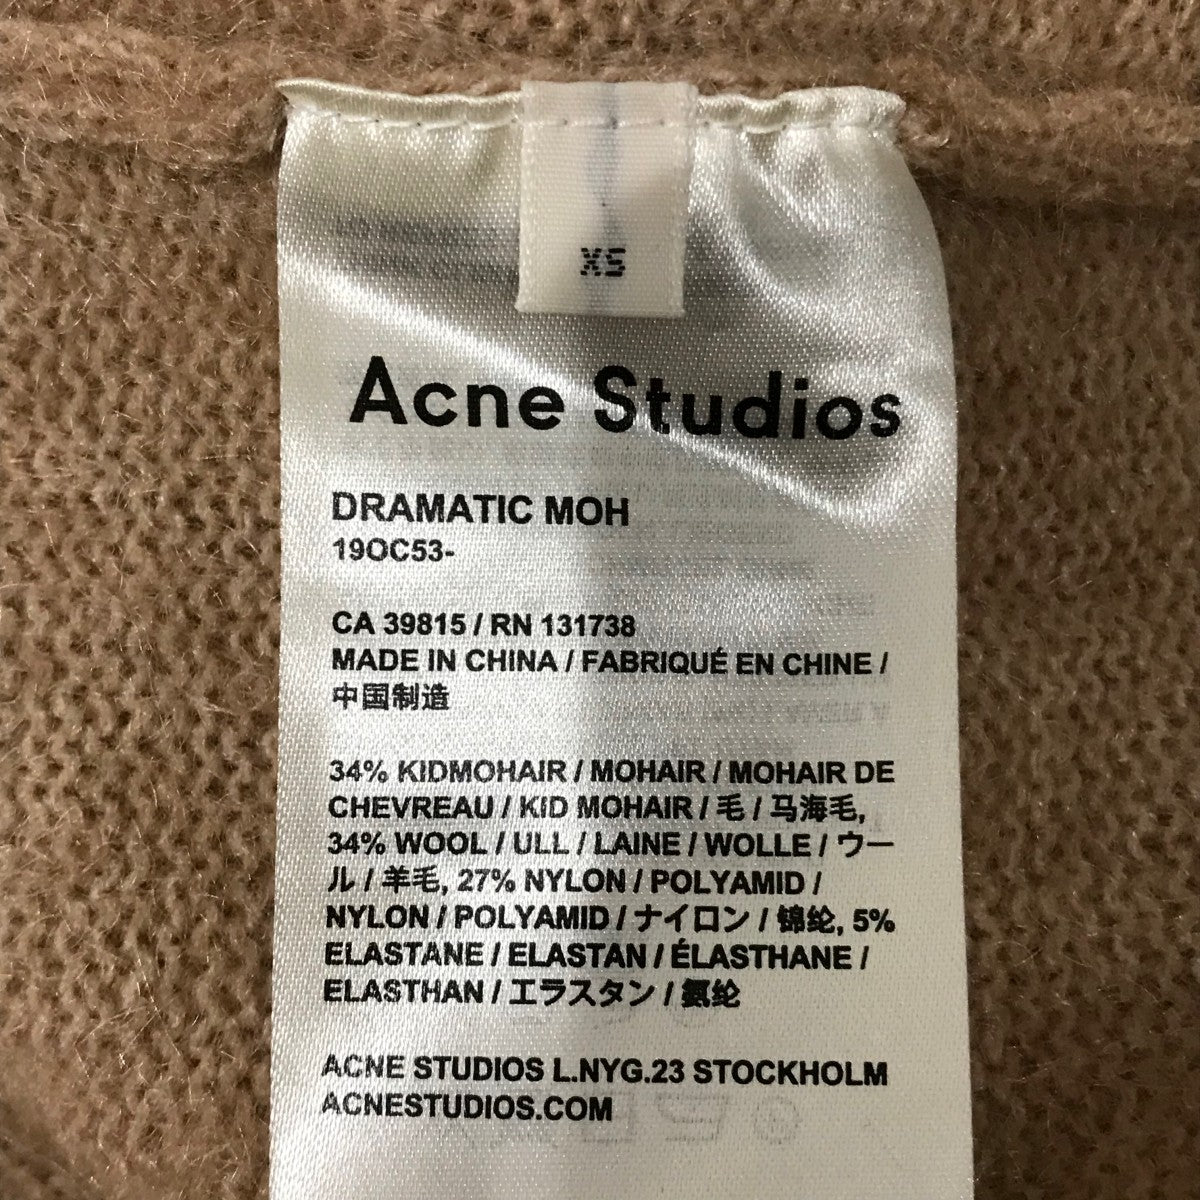 XS
Acne Studios
DRAMATIC MOH
19OC53-
CA 39815 / RN 131738
MADE IN CHINA / FABRIQUÉ EN CHINE /
中国制造
34% KIDMOHAIR / MOHAIR / MOHAIR DE
CHEVREAU / KID MOHAIR / 毛 / 马海毛,
34% WOOL / ULL / LAINE / WOLLE / ウー
ル / 羊毛, 27% NYLON / POLYAMID /
NYLON / POLYAMID / ナイロン / 锦纶, 5%
ELASTANE / ELASTAN / ÉLASTHANE /
ELASTHAN / エラスタン / 氨纶
ACNE STUDIOS L.NYG.23 STOCKHOLM
ACNESTUDIOS.COM